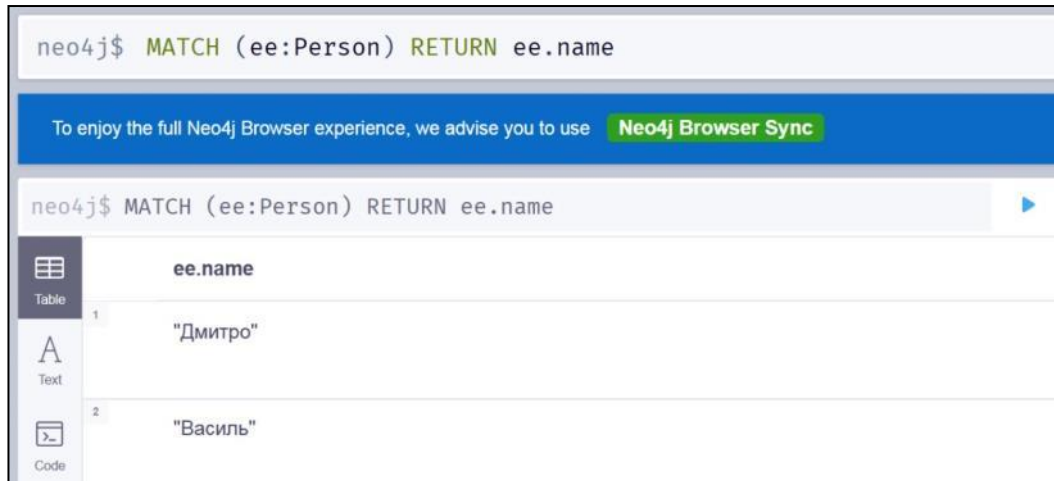 neo4j$ MATCH (ee:Person) RETURN ee.name
To enjoy the full Neo4j Browser experience, we advise you to use Neo4j Browser Sync
neo4j$ MATCH (ee:Person) RETURN ee.name
Table
ee.name
1
"Дмитро"
A
Text
2
"Василь"
Code